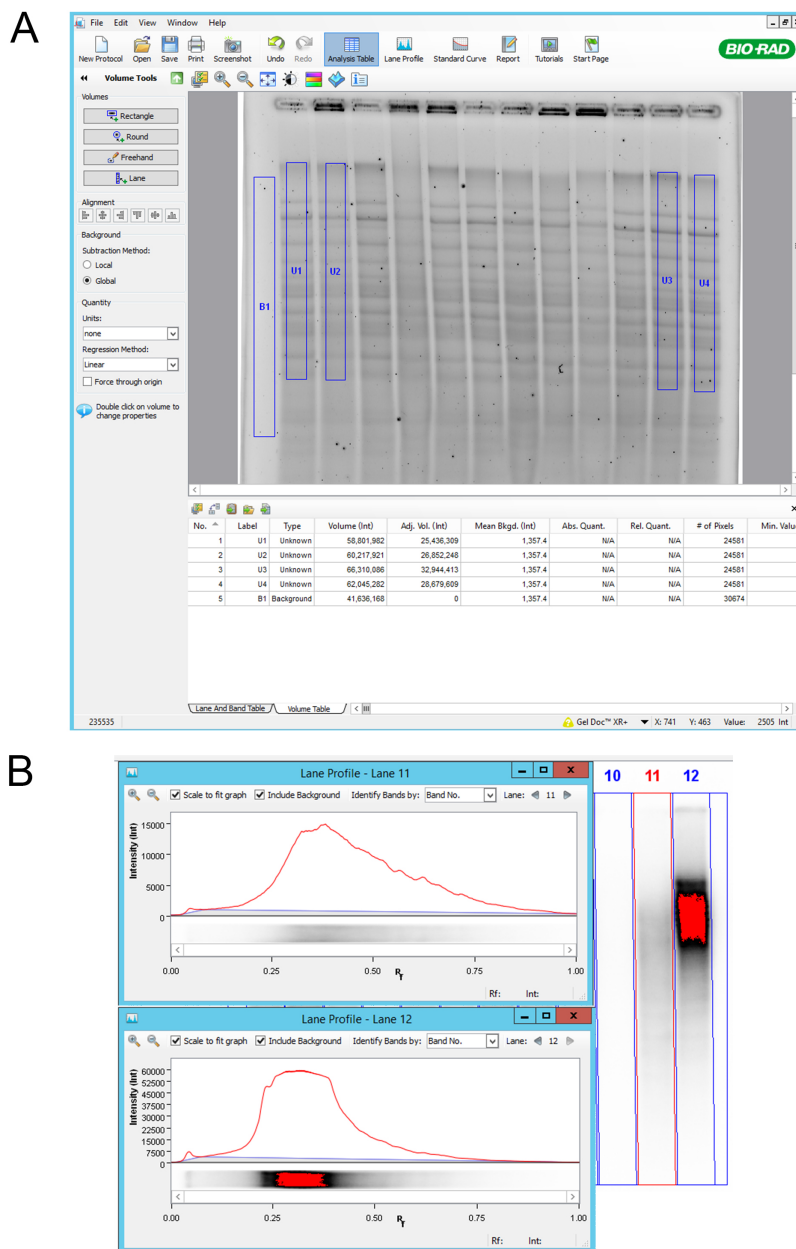 A
File Edit View Window Help
New Protocol Open Save Print Screenshot Undo Redo Analysis Table Lane Profile Standard Curve Report Tutorials Start Page
BIO-RAD
Volume Tools
Volumes
Rectangle
Round
Freehand
Lane
Alignment
Background
Subtraction Method:
Local
Global
Quantity
Units:
none
Regression Method:
Linear
Force through origin
Double click on volume to
change properties
B1 U1 U2 U3 U4
No. Label Type Volume (Int) Adj. Vol. (Int) Mean Bkgd. (Int) Abs. Quant. Rel. Quant. # of Pixels Min. Valu
1 U1 Unknown 58,801,982 25,436,309 1,357.4 N/A N/A 24581
2 U2 Unknown 60,217,921 26,852,248 1,357.4 N/A N/A 24581
3 U3 Unknown 66,310,086 32,944,413 1,357.4 N/A N/A 24581
4 U4 Unknown 62,045,282 28,679,609 1,357.4 N/A N/A 24581
5 B1 Background 41,636,168 0 1,357.4 N/A N/A 30674
Lane And Band Table Volume Table
235535 Gel Doc™ XR+ X: 741 Y: 463 Value: 2505 Int
B
Lane Profile - Lane 11
Scale to fit graph Include Background Identify Bands by: Band No. Lane: 11
Intensity (Int)
15000
10000
5000
0
0.00 0.25 0.50 0.75 1.00
Rf
Rf: Int:
10 11 12
Lane Profile - Lane 12
Scale to fit graph Include Background Identify Bands by: Band No. Lane: 12
Intensity (Int)
60000
52500
45000
37500
30000
22500
15000
7500
0
0.00 0.25 0.50 0.75 1.00
Rf
Rf: Int: